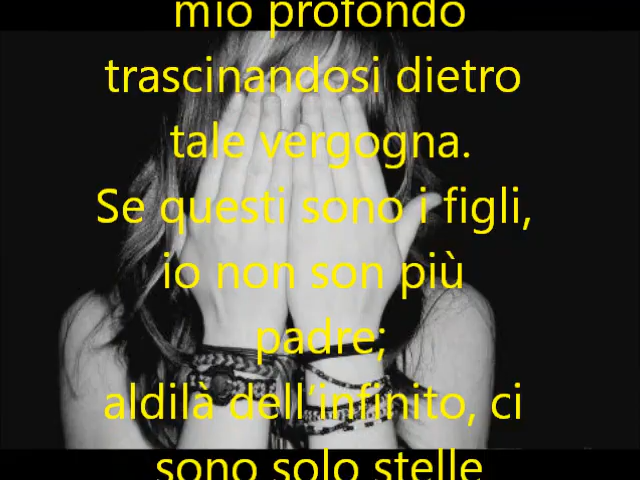 mio profondo
trascinandosi dietro
tale vergogna.
Se questi sono i figli,
io non son più
padre;
aldilà dell'infinito, ci
sono solo stelle